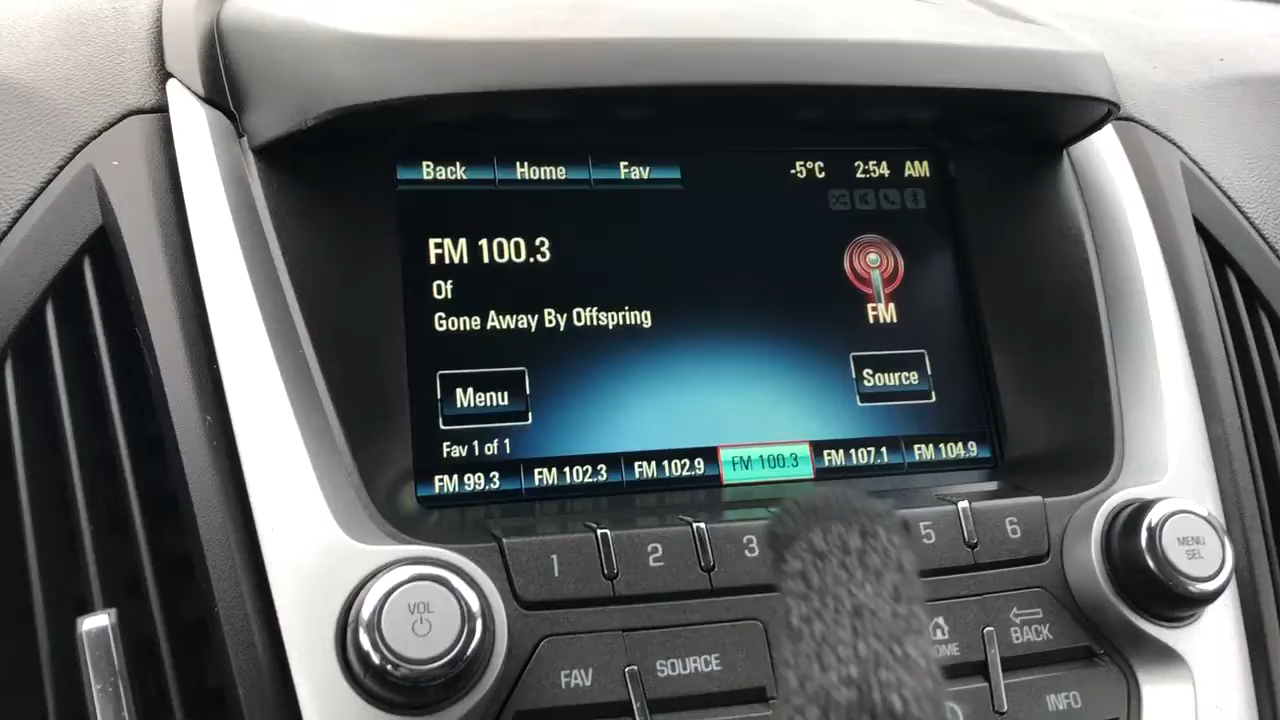 Back Home Fav -5°C 2:54 AM
FM 100.3
Of
Gone Away By Offspring
FM
Menu
Source
Fav 1 of 1
FM 99.3 FM 102.3 FM 102.9 FM 100.3 FM 107.1 FM 104.9
1 2 3 5 6
MENU
SEL
VOL
FAV SOURCE
BACK
INFO